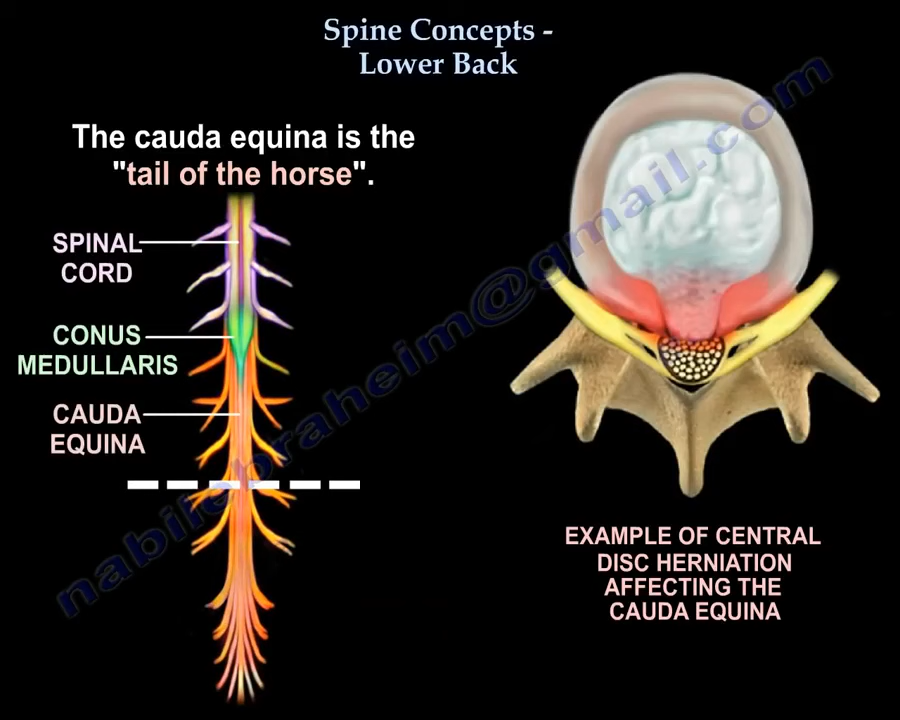 Spine Concepts -
Lower Back
The cauda equina is the
"tail of the horse".
SPINAL
CORD
CONUS
MEDULLARIS
CAUDA
EQUINA
EXAMPLE OF CENTRAL
DISC HERNIATION
AFFECTING THE
CAUDA EQUINA
nabilebraheim@gmail.com